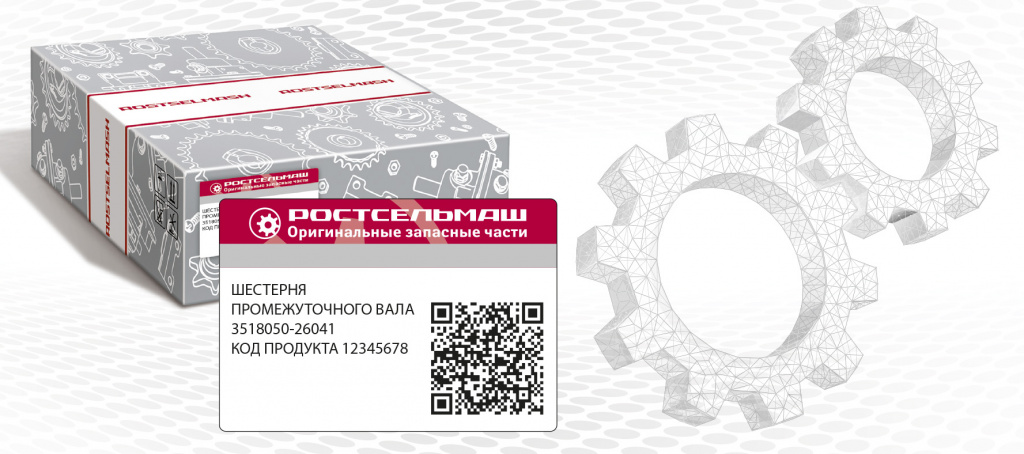 ROSTSELMASH
ROSTSELMASH
ROSTSELMASH
РОСТСЕЛЬМАШ
Оригинальные запасные части
РОСТСЕЛЬМАШ
Оригинальные запасные части
ШЕСТЕРНЯ
ПРОМЕЖУТОЧНОГО ВАЛА
3518050-26041
КОД ПРОДУКТА 12345678